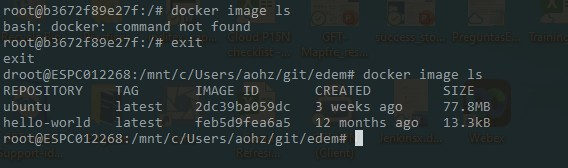 root@b3672f89e27f:/# docker image ls
bash: docker: command not found
root@b3672f89e27f:/# exit
exit
droot@ESPC012268:/mnt/c/Users/aohz/git/edem# docker image ls
REPOSITORY    TAG       IMAGE ID       CREATED         SIZE
ubuntu        latest    2dc39ba059dc   3 weeks ago     77.8MB
hello-world   latest    feb5d9fea6a5   12 months ago   13.3kB
root@ESPC012268:/mnt/c/Users/aohz/git/edem#